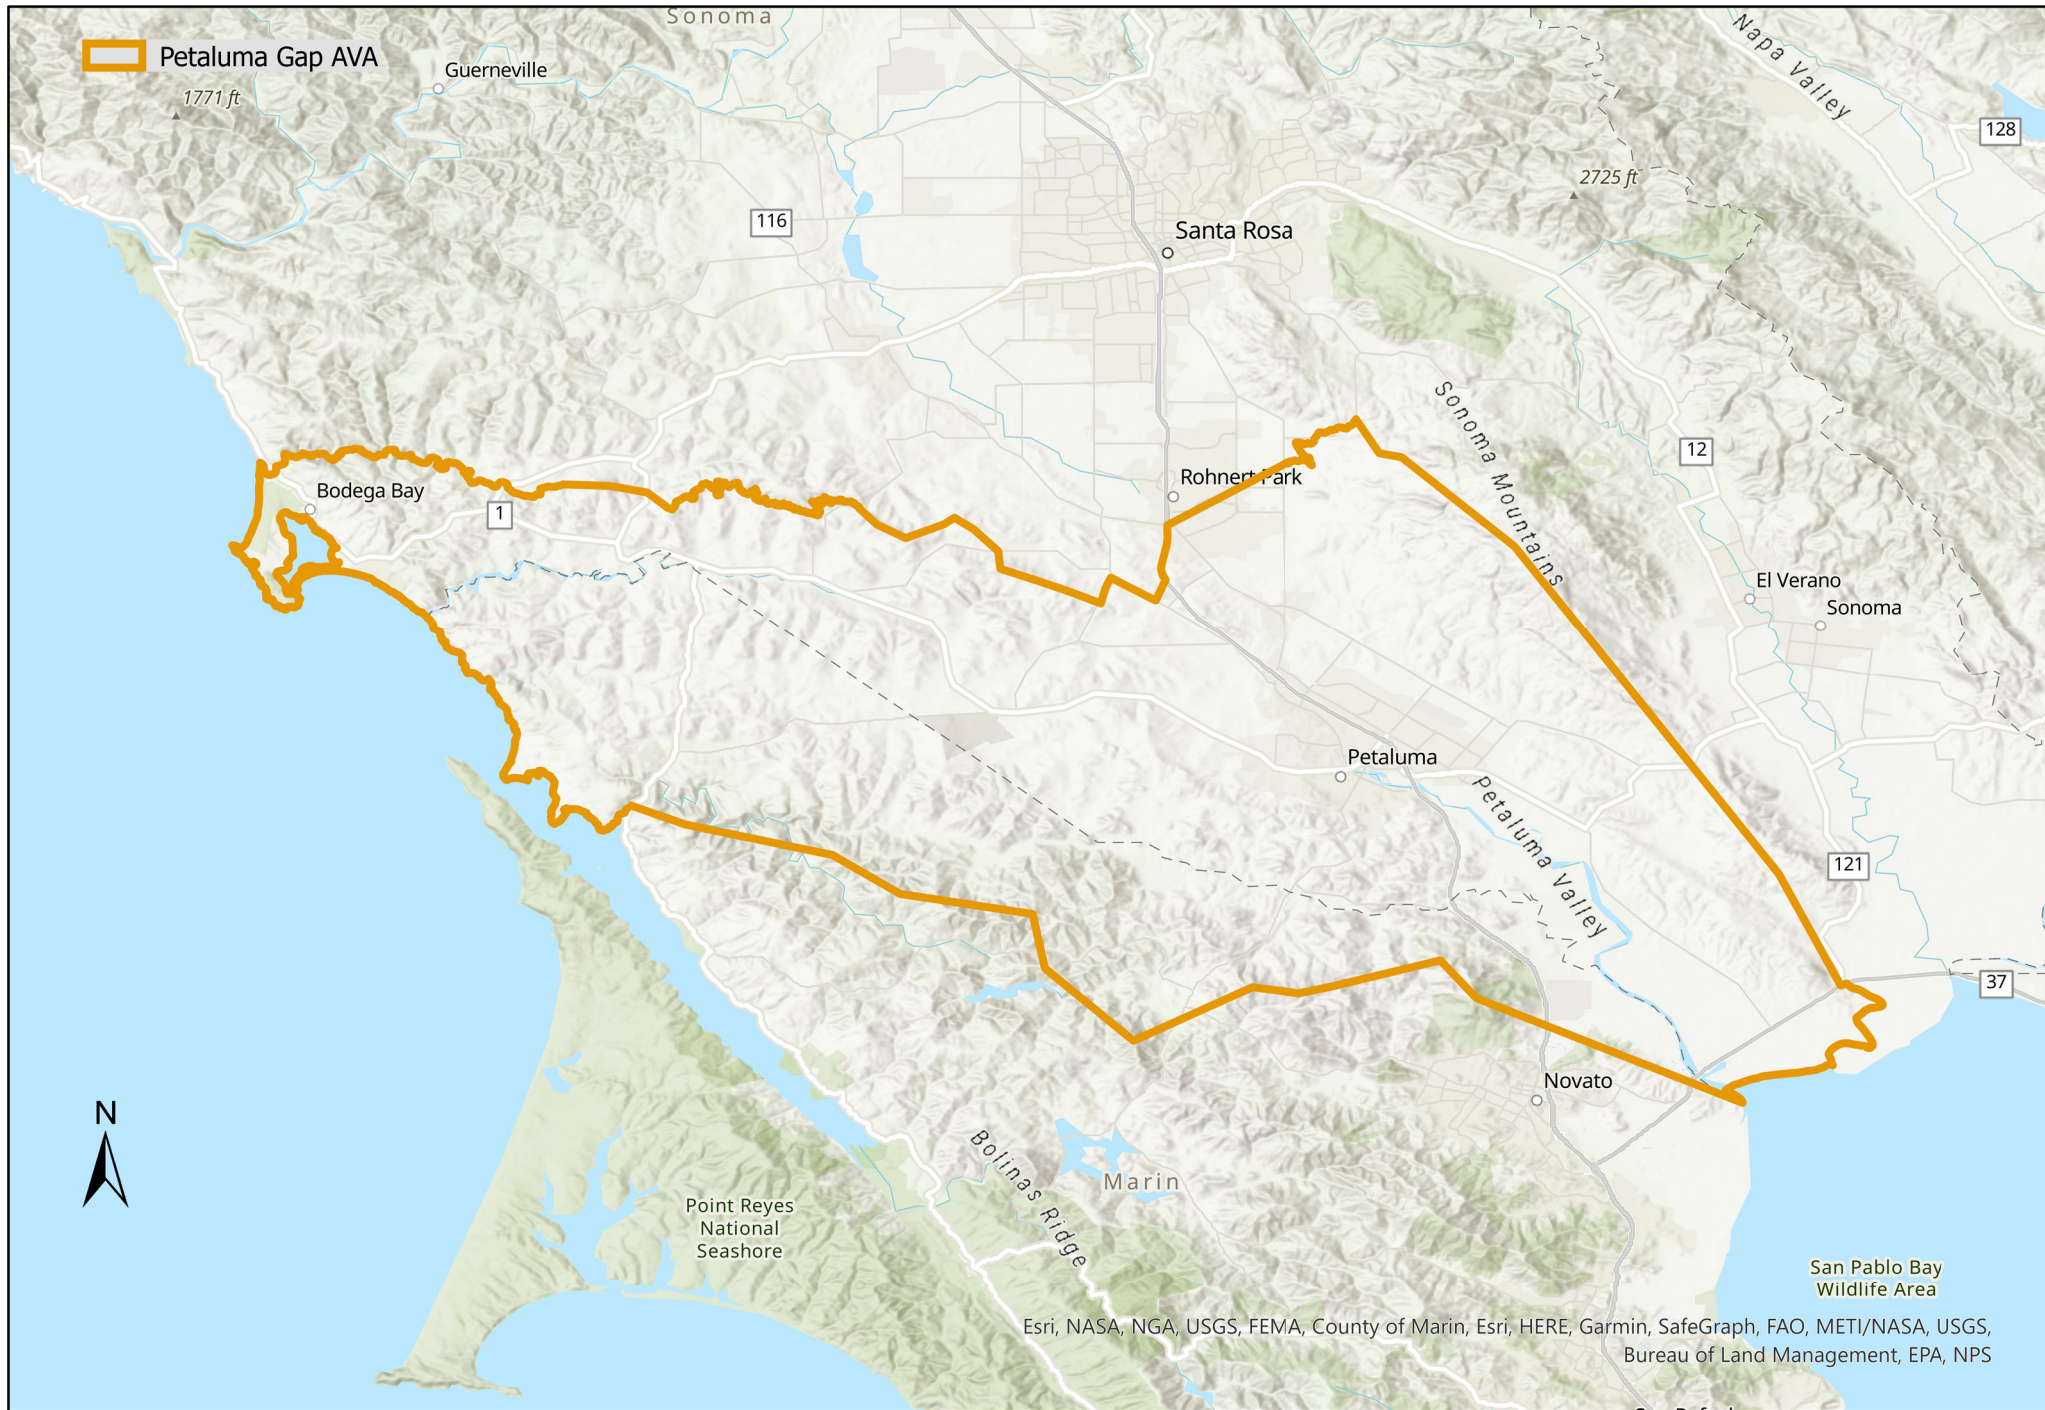 Sonoma
Napa Valley
Petaluma Gap AVA
Guerneville
1771 ft
128
2725 ft
116
Santa Rosa
Sonoma Mountains
12
Rohnert Park
Bodega Bay
1
El Verano
Sonoma
Petaluma
Petaluma Valley
121
37
Novato
N
Bolinas Ridge
Marin
Point Reyes
National
Seashore
San Pablo Bay
Wildlife Area
Esri, NASA, NGA, USGS, FEMA, County of Marin, Esri, HERE, Garmin, SafeGraph, FAO, METI/NASA, USGS,
Bureau of Land Management, EPA, NPS